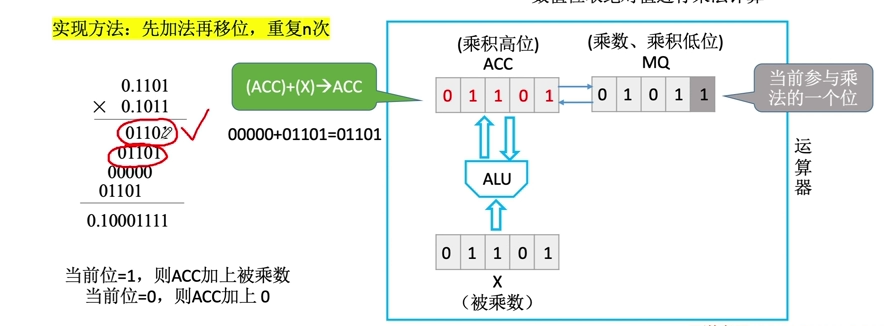 实现方法：先加法再移位，重复n次
0.1101
× 0.1011
01101
01101
00000
01101
0.10001111
当前位=1，则ACC加上被乘数
当前位=0，则ACC加上 0
(ACC)+(X)→ACC
00000+01101=01101
(乘积高位)
ACC
0 1 1 0 1
(乘数、乘积低位)
MQ
0 1 0 1 1
当前参与乘
法的一个位
ALU
0 1 1 0 1
X
（被乘数）
运算器